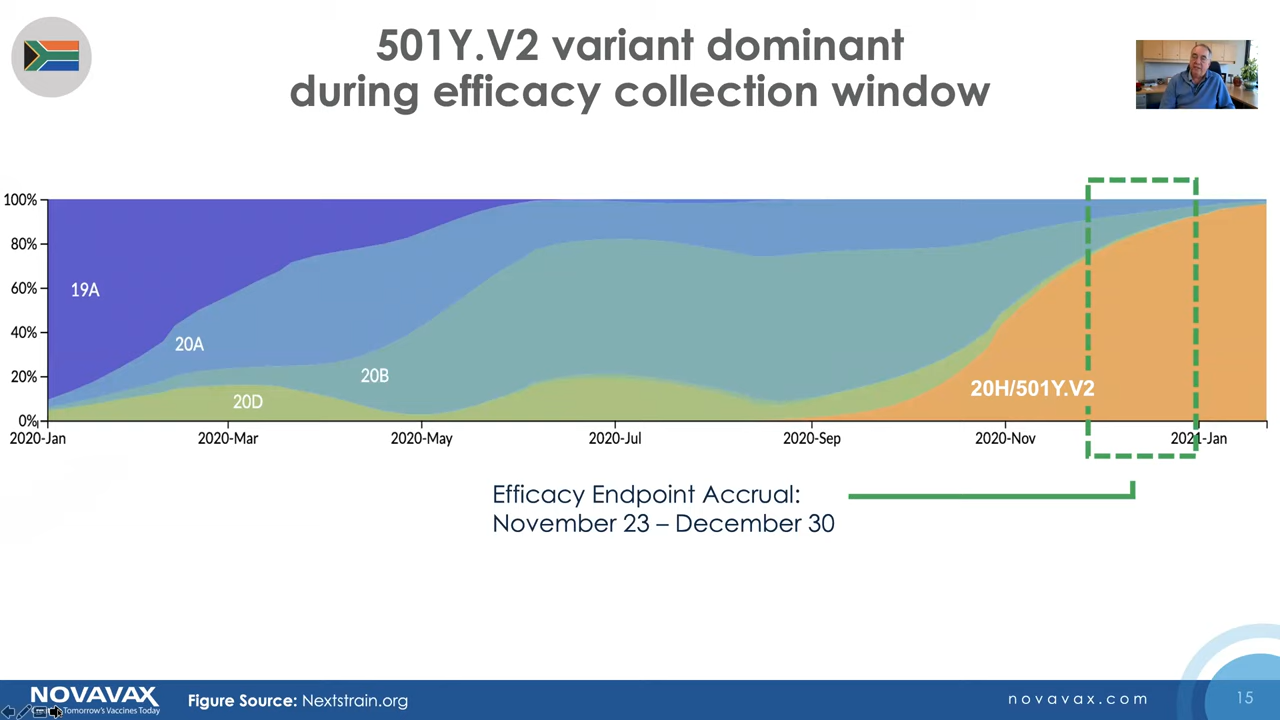 501Y.V2 variant dominant
during efficacy collection window
100%
80%
60%
40%
20%
0%
19A
20A
20B
20D
20H/501Y.V2
2020-Jan
2020-Mar
2020-May
2020-Jul
2020-Sep
2020-Nov
2021-Jan
Efficacy Endpoint Accrual:
November 23 – December 30
NOVAVAX
Tomorrow's Vaccines Today
Figure Source: Nextstrain.org
novavax.com
15